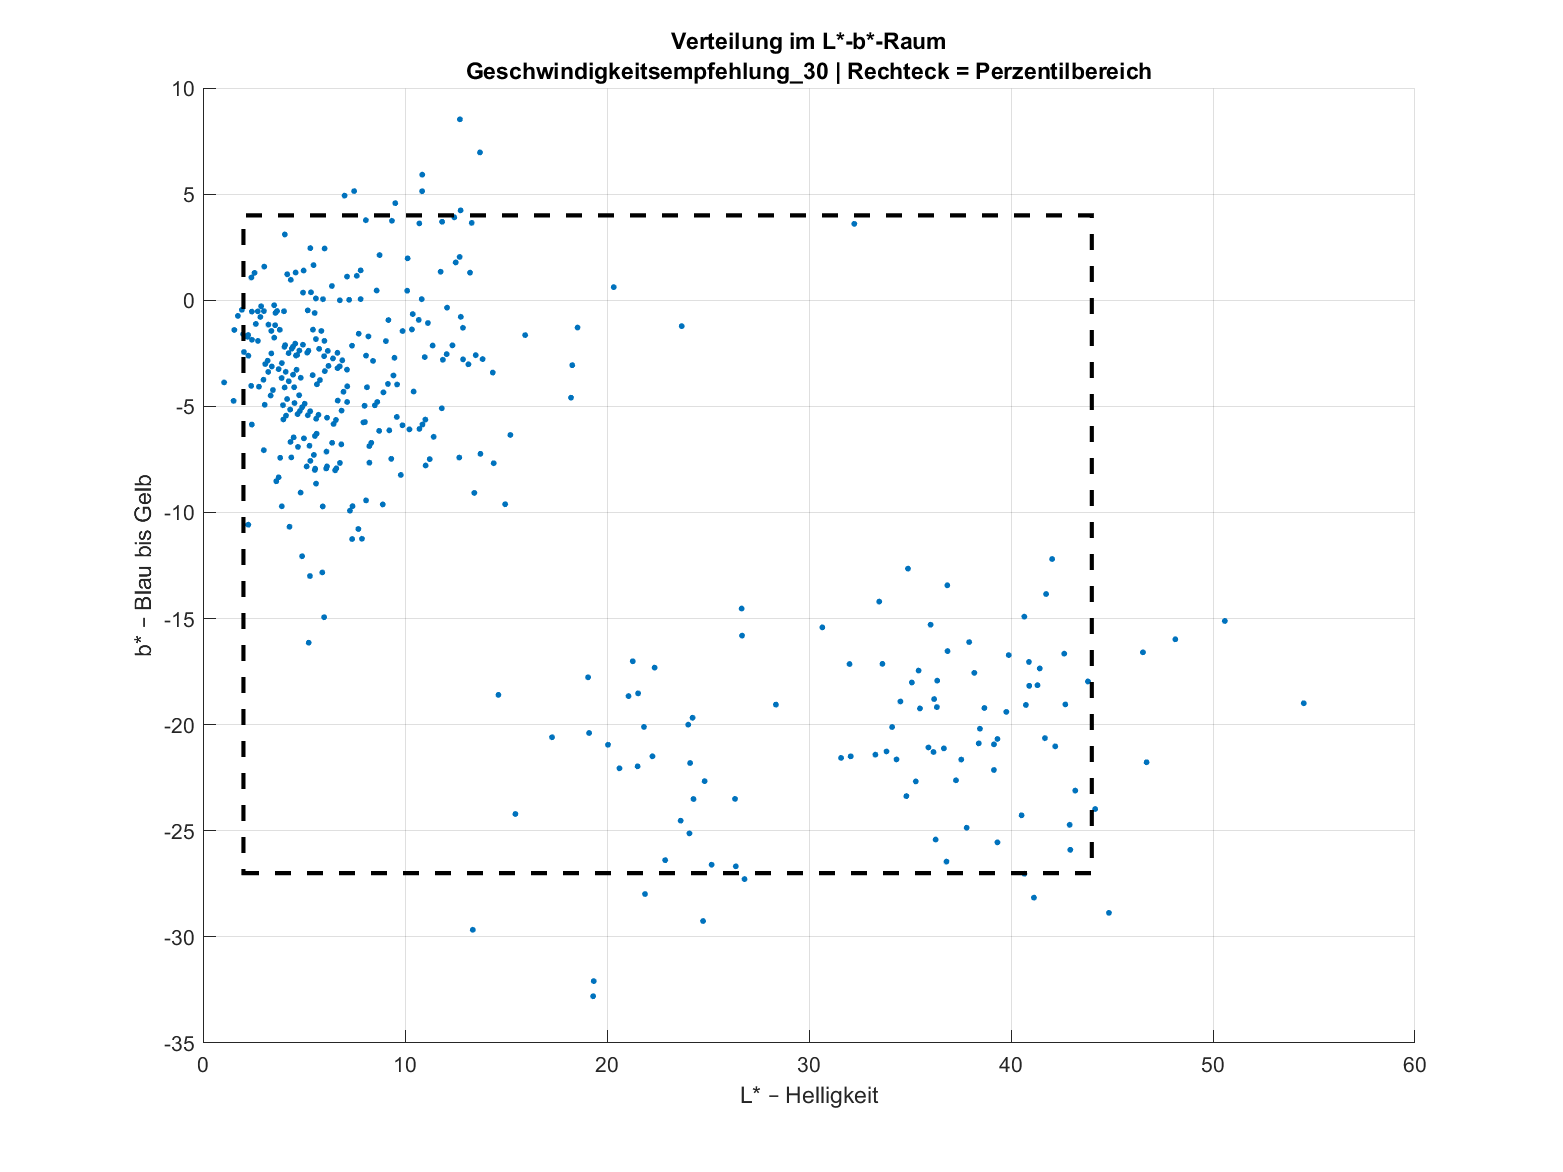 Verteilung im L*-b*-Raum
Geschwindigkeitsempfehlung_30 | Rechteck = Perzentilbereich
10
5
0
-5
-10
-15
-20
-25
-30
-35
b* – Blau bis Gelb
0 10 20 30 40 50 60
L* – Helligkeit